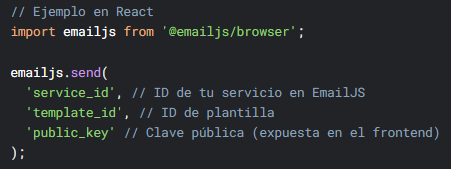 // Ejemplo en React
import emailjs from '@emailjs/browser';
emailjs.send(
'service_id', // ID de tu servicio en EmailJS
'template_id', // ID de plantilla
'public_key' // Clave pública (expuesta en el frontend)
);